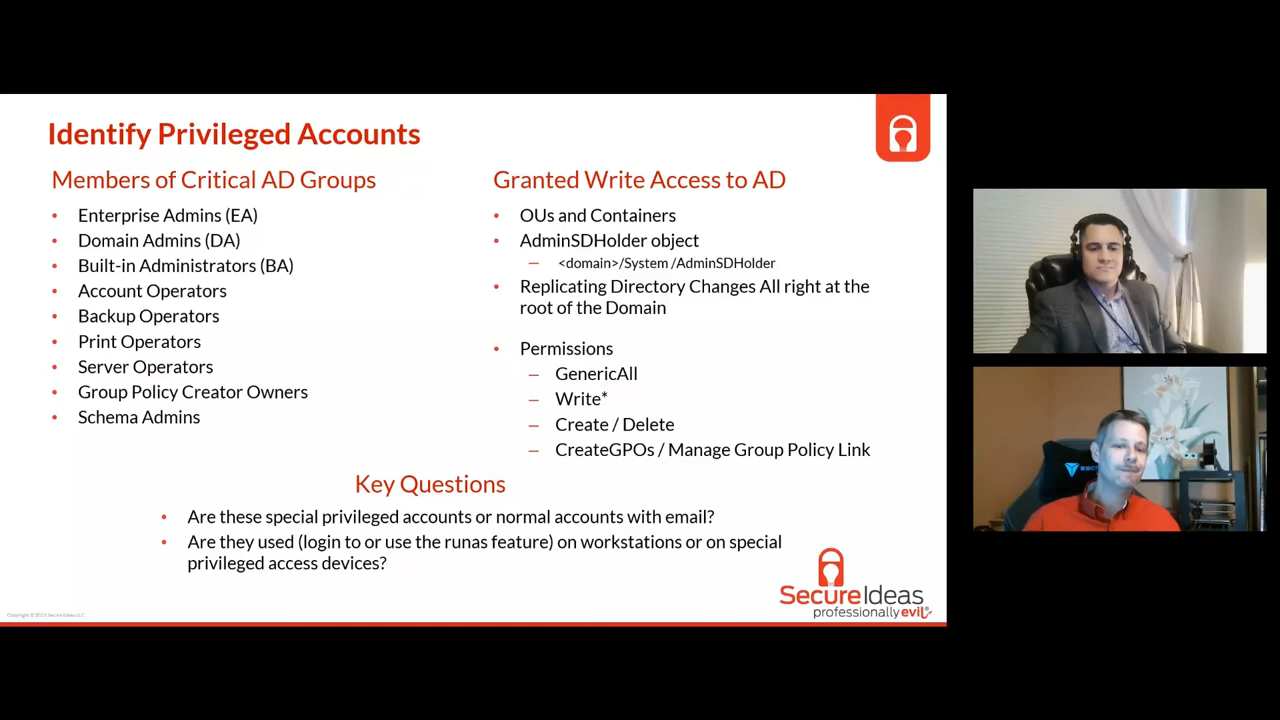 Identify Privileged Accounts
Members of Critical AD Groups
• Enterprise Admins (EA)
• Domain Admins (DA)
• Built-in Administrators (BA)
• Account Operators
• Backup Operators
• Print Operators
• Server Operators
• Group Policy Creator Owners
• Schema Admins
Granted Write Access to AD
• OUs and Containers
• AdminSDHolder object
– <domain>/System /AdminSDHolder
• Replicating Directory Changes All right at the
root of the Domain
• Permissions
– GenericAll
– Write*
– Create / Delete
– CreateGPOs / Manage Group Policy Link
Key Questions
• Are these special privileged accounts or normal accounts with email?
• Are they used (login to or use the runas feature) on workstations or on special
privileged access devices?
SecureIdeas
professionallyevil®